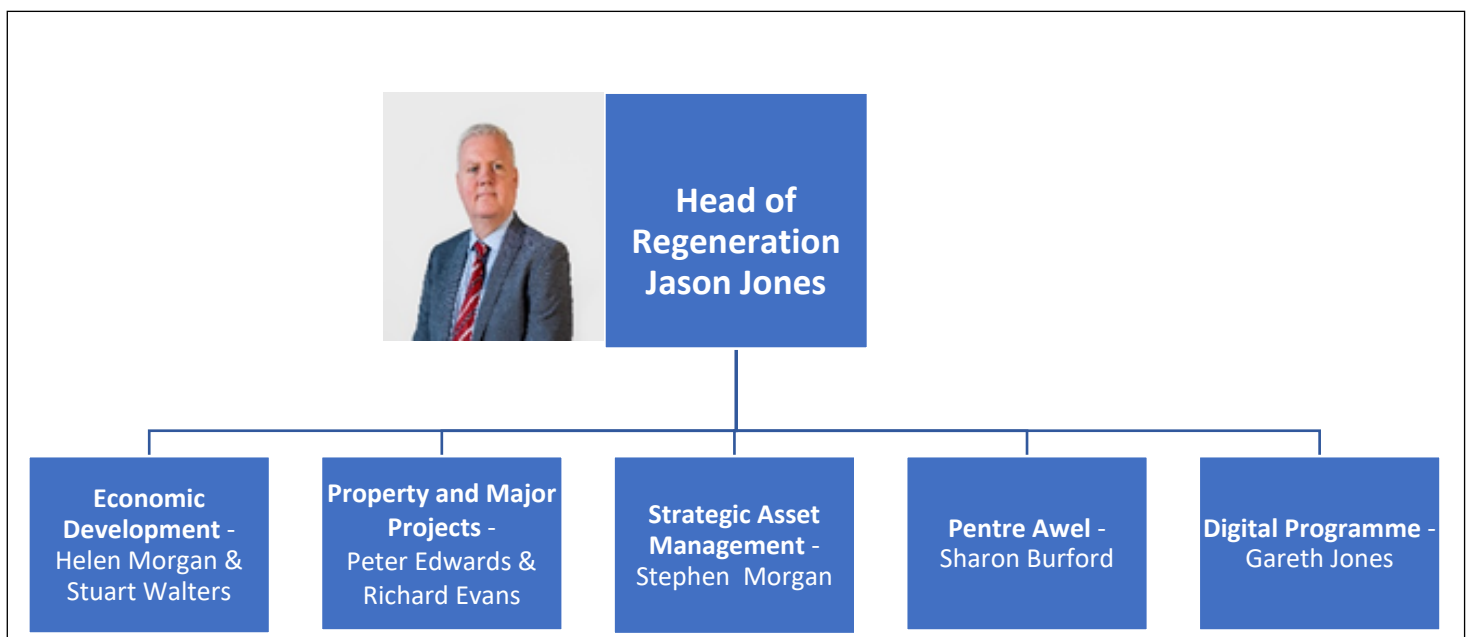 Head of
Regeneration
Jason Jones
Economic
Development -
Helen Morgan &
Stuart Walters
Property and Major
Projects -
Peter Edwards &
Richard Evans
Strategic Asset
Management -
Stephen  Morgan
Pentre Awel -
Sharon Burford
Digital Programme -
Gareth Jones